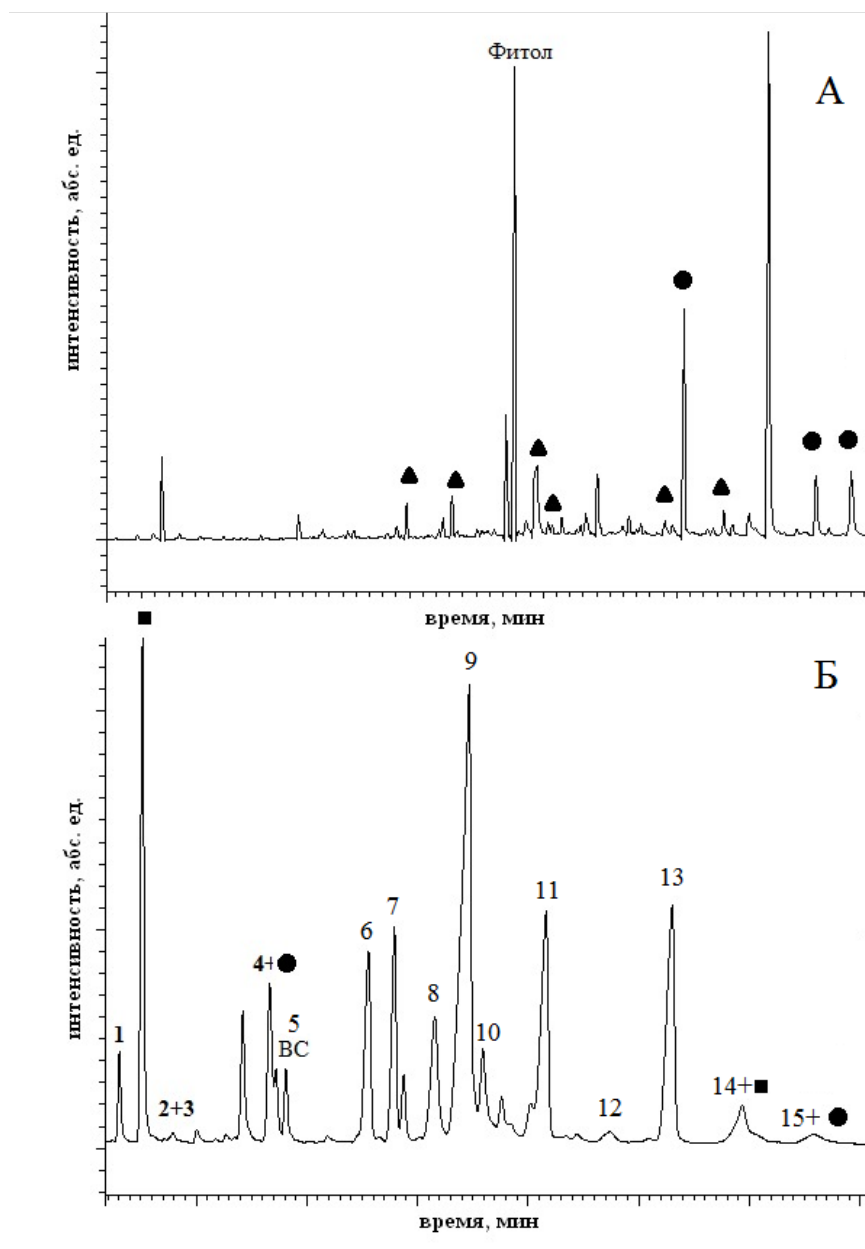 Фитол
А
интенсивность, абс. ед.
время, мин
Б
9
7
11
13
6
4+
8
5
ВС
10
1
2+3
12
14+
15+
интенсивность, абс. ед.
время, мин